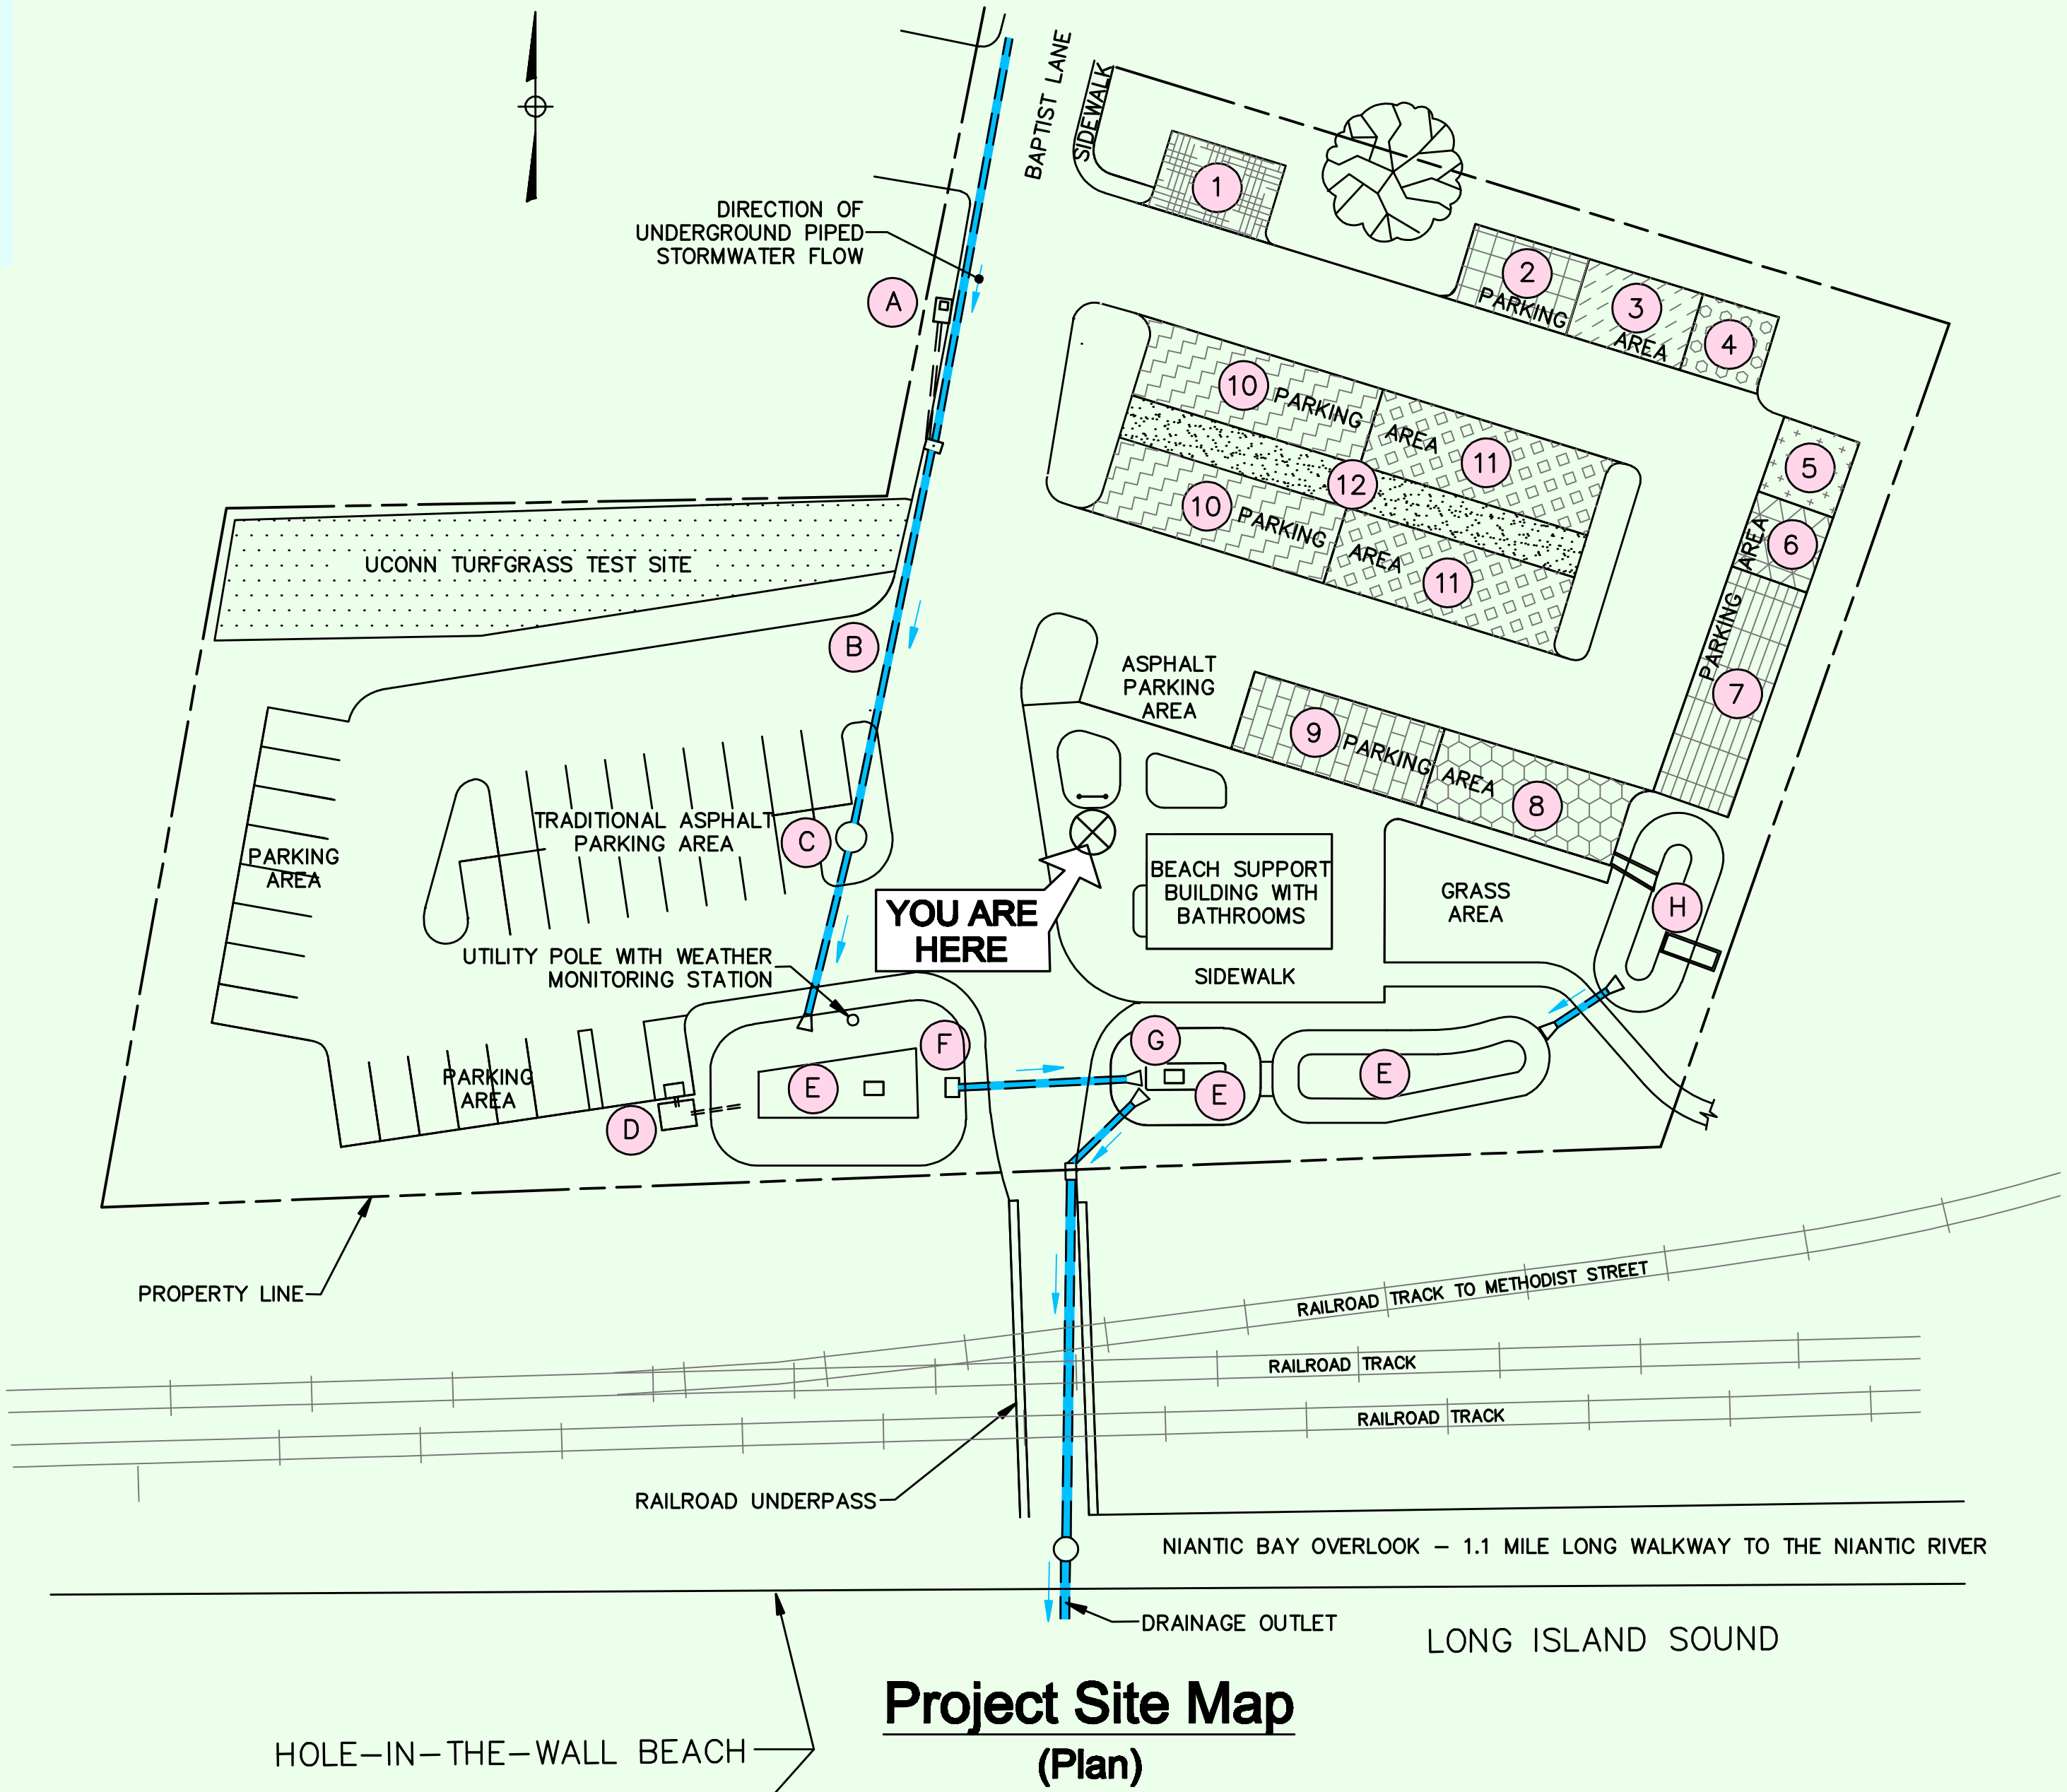 BAPTIST LANE
SIDEWALK
1
DIRECTION OF
UNDERGROUND PIPED
STORMWATER FLOW
A
2
PARKING
3
AREA
4
10
PARKING
AREA
11
12
10
PARKING
AREA
11
5
6
AREA
PARKING
7
UCONN TURFGRASS TEST SITE
B
ASPHALT
PARKING
AREA
9
PARKING
AREA
8
TRADITIONAL ASPHALT
PARKING AREA
C
PARKING
AREA
YOU ARE
HERE
BEACH SUPPORT
BUILDING WITH
BATHROOMS
GRASS
AREA
H
UTILITY POLE WITH WEATHER
MONITORING STATION
SIDEWALK
F
G
E
E
E
PARKING
AREA
D
PROPERTY LINE
RAILROAD TRACK TO METHODIST STREET
RAILROAD TRACK
RAILROAD TRACK
RAILROAD UNDERPASS
NIANTIC BAY OVERLOOK – 1.1 MILE LONG WALKWAY TO THE NIANTIC RIVER
DRAINAGE OUTLET
LONG ISLAND SOUND
Project Site Map
(Plan)
HOLE–IN–THE–WALL BEACH